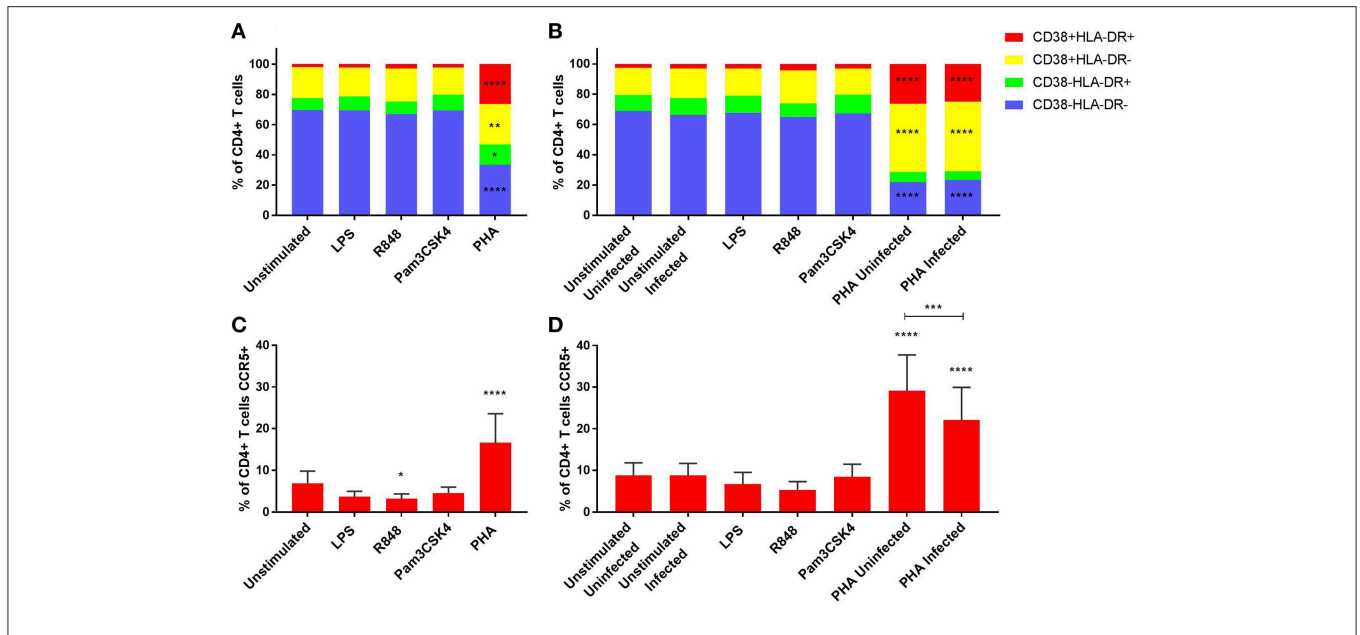 A
B
CD38+HLA-DR+
CD38+HLA-DR-
CD38-HLA-DR+
CD38-HLA-DR-
% of CD4+ T cells
100
80
60
40
20
0
****
**
*
****
Unstimulated
LPS
R848
Pam3CSK4
PHA
% of CD4+ T cells
100
80
60
40
20
0
****
****
****
****
****
****
Unstimulated
Uninfected
Unstimulated
Infected
LPS
R848
Pam3CSK4
PHA Uninfected
PHA Infected
C
% of CD4+ T cells CCR5+
40
30
20
10
0
*
****
Unstimulated
LPS
R848
Pam3CSK4
PHA
D
% of CD4+ T cells CCR5+
40
30
20
10
0
***
****
****
Unstimulated
Uninfected
Unstimulated
Infected
LPS
R848
Pam3CSK4
PHA Uninfected
PHA Infected